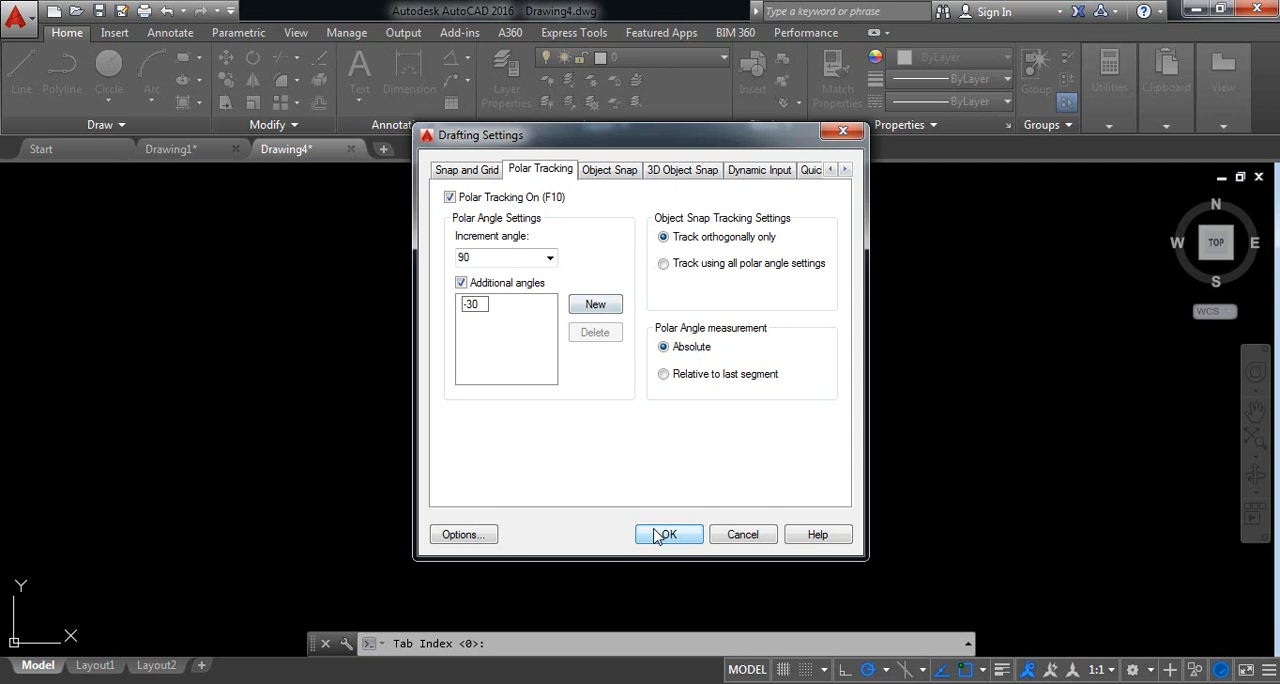 Autodesk AutoCAD 2016 Drawing4.dwg
Type a keyword or phrase
Sign In
Home Insert Annotate Parametric View Manage Output Add-ins A360 Express Tools Featured Apps BIM 360 Performance
Line Polyline Circle Arc
Text Dimension
Layer Properties
0
Insert
Match Properties
ByLayer
ByLayer
ByLayer
Group
Utilities
Clipboard
View
Draw
Modify
Annotati
Properties
Groups
Start Drawing1* Drawing4*
Drafting Settings
Snap and Grid Polar Tracking Object Snap 3D Object Snap Dynamic Input Quic
Polar Tracking On (F10)
Polar Angle Settings
Increment angle:
90
Additional angles
-30
New
Delete
Object Snap Tracking Settings
Track orthogonally only
Track using all polar angle settings
Polar Angle measurement
Absolute
Relative to last segment
Options...
OK
Cancel
Help
N
W TOP E
S
WCS
Y
X
Tab Index <0>:
Model Layout1 Layout2
MODEL
1:1